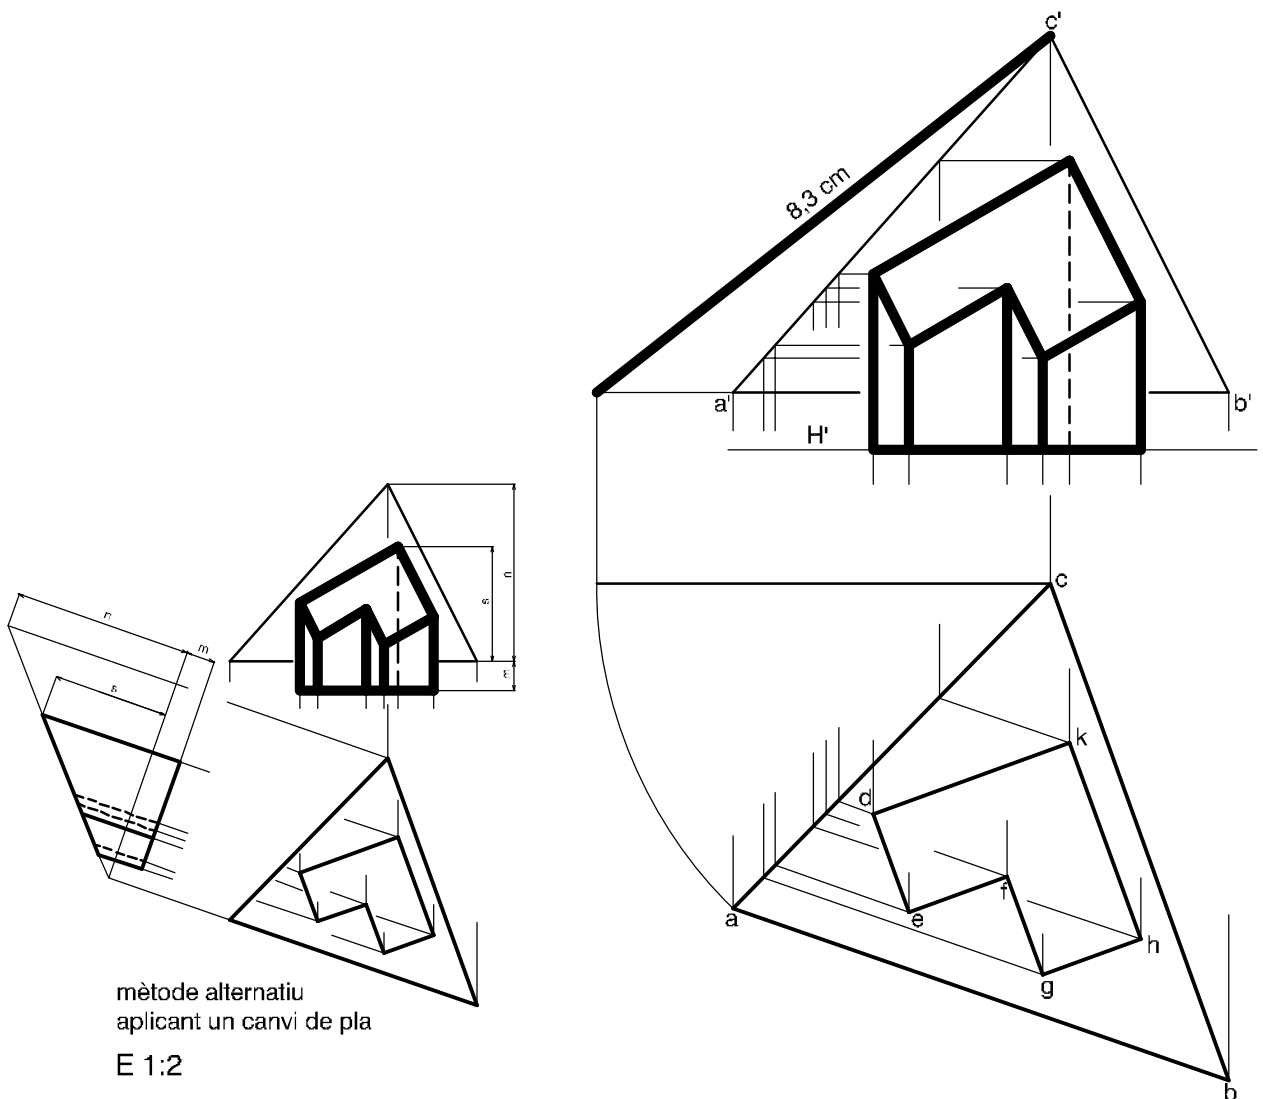 c'
8,3 cm
a'
b'
H'
n
s
m
n
m
s
c
k
d
f
a
e
h
g
b
mètode alternatiu
aplicant un canvi de pla
E 1:2